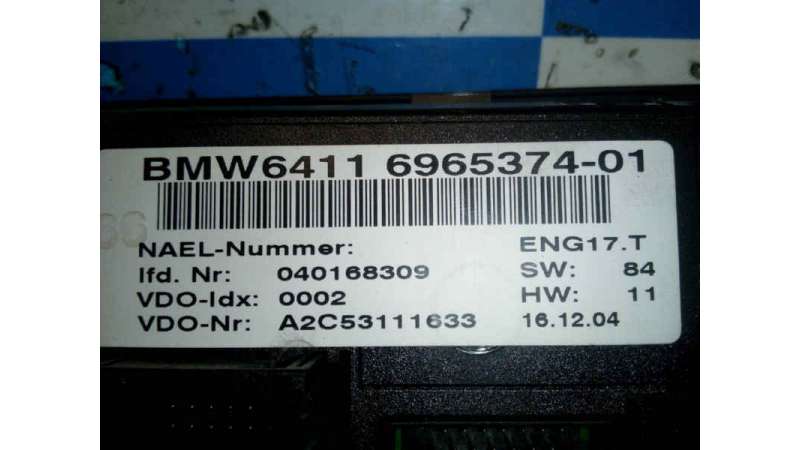 BMW6411 6965374-01
NAEL-Nummer: ENG17.T
lfd. Nr: 040168309 SW: 84
VDO-Idx: 0002 HW: 11
VDO-Nr: A2C53111633 16.12.04